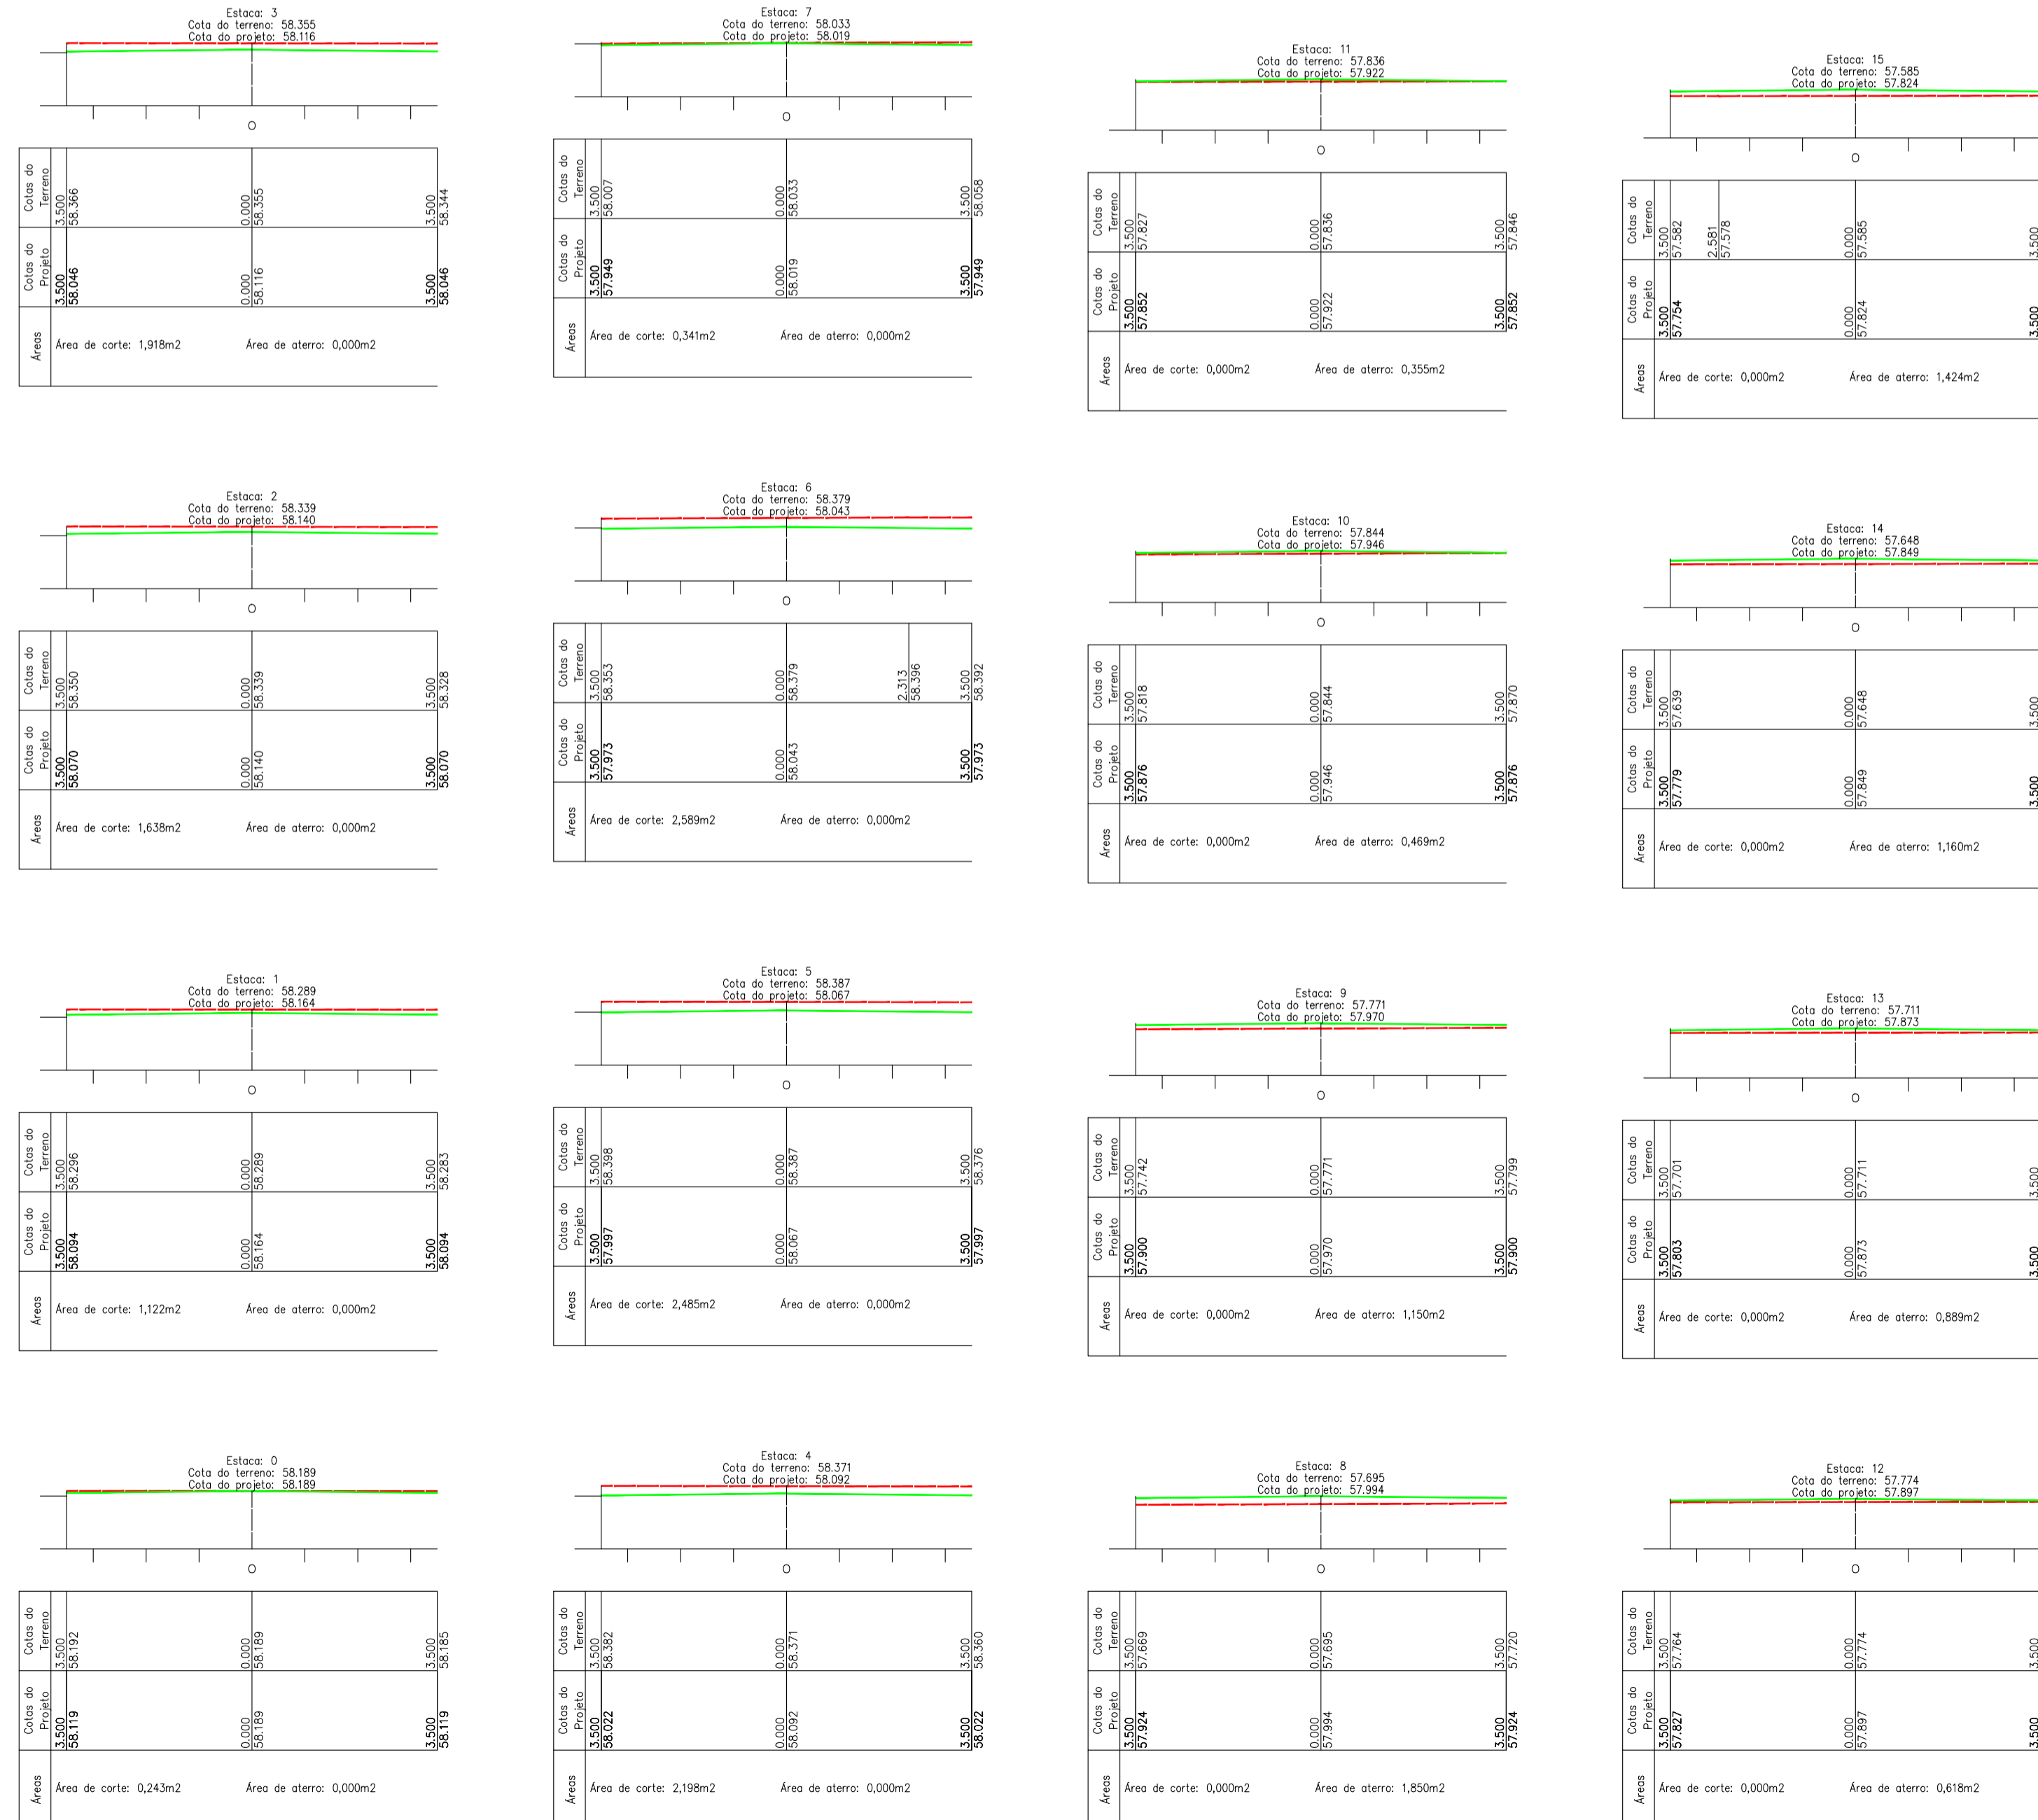 Estaca: 3
Cota do terreno: 58.355
Cota do projeto: 58.116
O
Cotas do
Terreno
3.500
58.366
0.000
58.355
3.500
58.344
Cotas do
Projeto
3.500
58.046
0.000
58.116
3.500
58.046
Áreas
Área de corte: 1,918m2 Área de aterro: 0,000m2
Estaca: 7
Cota do terreno: 58.033
Cota do projeto: 58.019
O
Cotas do
Terreno
3.500
58.007
0.000
58.033
3.500
58.058
Cotas do
Projeto
3.500
57.949
0.000
58.019
3.500
57.949
Áreas
Área de corte: 0,341m2 Área de aterro: 0,000m2
Estaca: 11
Cota do terreno: 57.836
Cota do projeto: 57.922
O
Cotas do
Terreno
3.500
57.827
0.000
57.836
3.500
57.846
Cotas do
Projeto
3.500
57.852
0.000
57.922
3.500
57.852
Áreas
Área de corte: 0,000m2 Área de aterro: 0,355m2
Estaca: 15
Cota do terreno: 57.585
Cota do projeto: 57.824
O
Cotas do
Terreno
3.500
57.582
2.581
57.578
0.000
57.585
3.500
Cotas do
Projeto
3.500
57.754
0.000
57.824
3.500
Áreas
Área de corte: 0,000m2 Área de aterro: 1,424m2
Estaca: 2
Cota do terreno: 58.339
Cota do projeto: 58.140
O
Cotas do
Terreno
3.500
58.350
0.000
58.339
3.500
58.328
Cotas do
Projeto
3.500
58.070
0.000
58.140
3.500
58.070
Áreas
Área de corte: 1,638m2 Área de aterro: 0,000m2
Estaca: 6
Cota do terreno: 58.379
Cota do projeto: 58.043
O
Cotas do
Terreno
3.500
58.353
0.000
58.379
2.313
58.396
3.500
58.392
Cotas do
Projeto
3.500
57.973
0.000
58.043
3.500
57.973
Áreas
Área de corte: 2,589m2 Área de aterro: 0,000m2
Estaca: 10
Cota do terreno: 57.844
Cota do projeto: 57.946
O
Cotas do
Terreno
3.500
57.818
0.000
57.844
3.500
57.870
Cotas do
Projeto
3.500
57.876
0.000
57.946
3.500
57.876
Áreas
Área de corte: 0,000m2 Área de aterro: 0,469m2
Estaca: 14
Cota do terreno: 57.648
Cota do projeto: 57.849
O
Cotas do
Terreno
3.500
57.639
0.000
57.648
3.500
Cotas do
Projeto
3.500
57.779
0.000
57.849
3.500
Áreas
Área de corte: 0,000m2 Área de aterro: 1,160m2
Estaca: 1
Cota do terreno: 58.289
Cota do projeto: 58.164
O
Cotas do
Terreno
3.500
58.296
0.000
58.289
3.500
58.283
Cotas do
Projeto
3.500
58.094
0.000
58.164
3.500
58.094
Áreas
Área de corte: 1,122m2 Área de aterro: 0,000m2
Estaca: 5
Cota do terreno: 58.387
Cota do projeto: 58.067
O
Cotas do
Terreno
3.500
58.398
0.000
58.387
3.500
58.376
Cotas do
Projeto
3.500
57.997
0.000
58.067
3.500
57.997
Áreas
Área de corte: 2,485m2 Área de aterro: 0,000m2
Estaca: 9
Cota do terreno: 57.771
Cota do projeto: 57.970
O
Cotas do
Terreno
3.500
57.742
0.000
57.771
3.500
57.799
Cotas do
Projeto
3.500
57.900
0.000
57.970
3.500
57.900
Áreas
Área de corte: 0,000m2 Área de aterro: 1,150m2
Estaca: 13
Cota do terreno: 57.711
Cota do projeto: 57.873
O
Cotas do
Terreno
3.500
57.701
0.000
57.711
3.500
Cotas do
Projeto
3.500
57.803
0.000
57.873
3.500
Áreas
Área de corte: 0,000m2 Área de aterro: 0,889m2
Estaca: 0
Cota do terreno: 58.189
Cota do projeto: 58.189
O
Cotas do
Terreno
3.500
58.192
0.000
58.189
3.500
58.185
Cotas do
Projeto
3.500
58.119
0.000
58.189
3.500
58.119
Áreas
Área de corte: 0,243m2 Área de aterro: 0,000m2
Estaca: 4
Cota do terreno: 58.371
Cota do projeto: 58.092
O
Cotas do
Terreno
3.500
58.382
0.000
58.371
3.500
58.360
Cotas do
Projeto
3.500
58.022
0.000
58.092
3.500
58.022
Áreas
Área de corte: 2,198m2 Área de aterro: 0,000m2
Estaca: 8
Cota do terreno: 57.695
Cota do projeto: 57.994
O
Cotas do
Terreno
3.500
57.669
0.000
57.695
3.500
57.720
Cotas do
Projeto
3.500
57.924
0.000
57.994
3.500
57.924
Áreas
Área de corte: 0,000m2 Área de aterro: 1,850m2
Estaca: 12
Cota do terreno: 57.774
Cota do projeto: 57.897
O
Cotas do
Terreno
3.500
57.764
0.000
57.774
3.500
Cotas do
Projeto
3.500
57.827
0.000
57.897
3.500
Áreas
Área de corte: 0,000m2 Área de aterro: 0,618m2